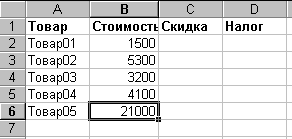 A B C D
1 Товар Стоимость Скидка Налог
2 Товар01 1500
3 Товар02 5300
4 Товар03 3200
5 Товар04 4100
6 Товар05 21000
7